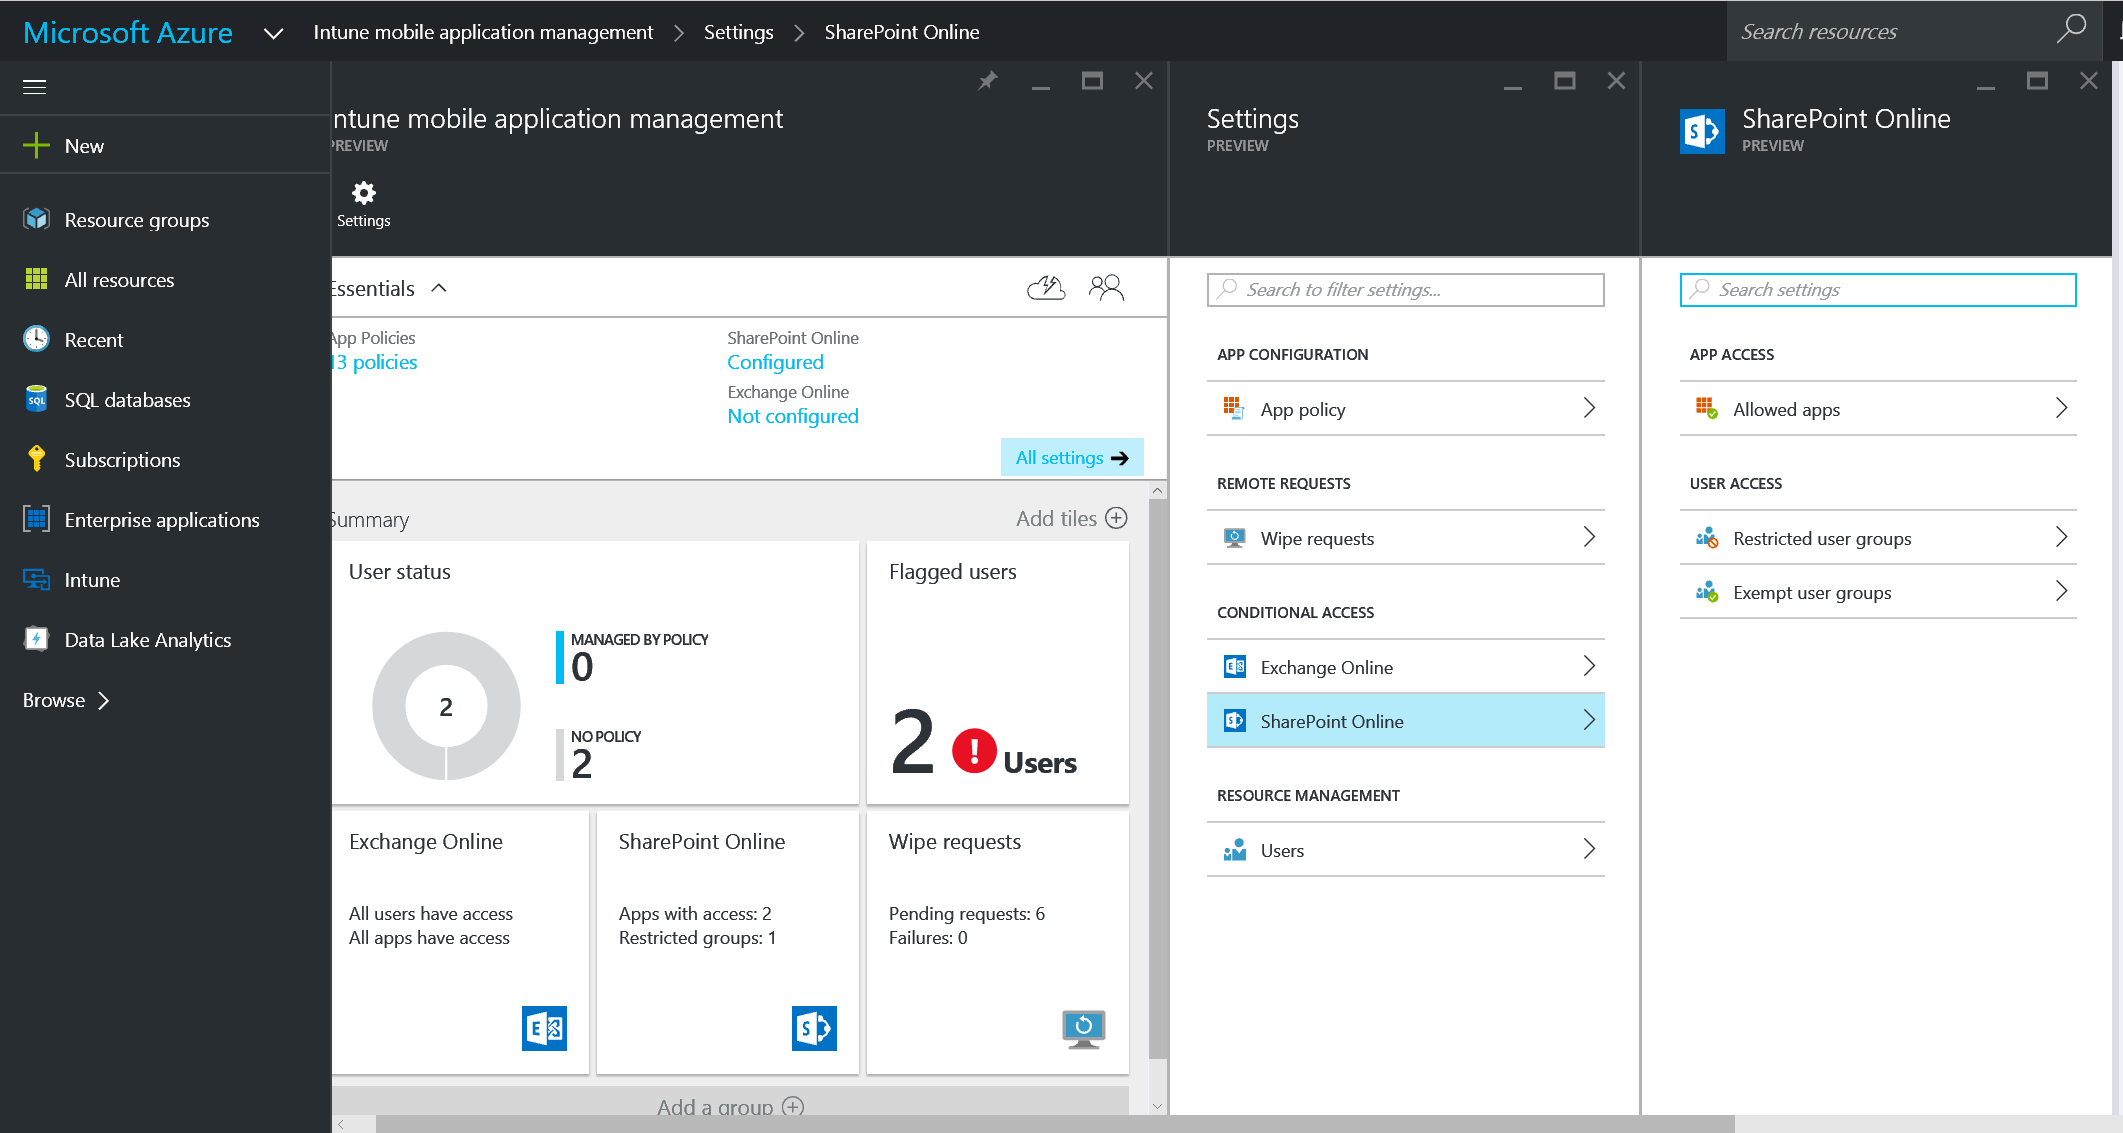 Microsoft Azure
Intune mobile application management
Settings
SharePoint Online
Search resources
New
Resource groups
All resources
Recent
SQL databases
Subscriptions
Enterprise applications
Intune
Data Lake Analytics
Browse
ntune mobile application management
PREVIEW
Settings
Essentials
App Policies
13 policies
SharePoint Online
Configured
Exchange Online
Not configured
All settings
Summary
Add tiles
User status
2
MANAGED BY POLICY
0
NO POLICY
2
Flagged users
2 ! Users
Exchange Online
All users have access
All apps have access
SharePoint Online
Apps with access: 2
Restricted groups: 1
Wipe requests
Pending requests: 6
Failures: 0
Add a group
Settings
PREVIEW
Search to filter settings...
APP CONFIGURATION
App policy
REMOTE REQUESTS
Wipe requests
CONDITIONAL ACCESS
Exchange Online
SharePoint Online
RESOURCE MANAGEMENT
Users
SharePoint Online
PREVIEW
Search settings
APP ACCESS
Allowed apps
USER ACCESS
Restricted user groups
Exempt user groups